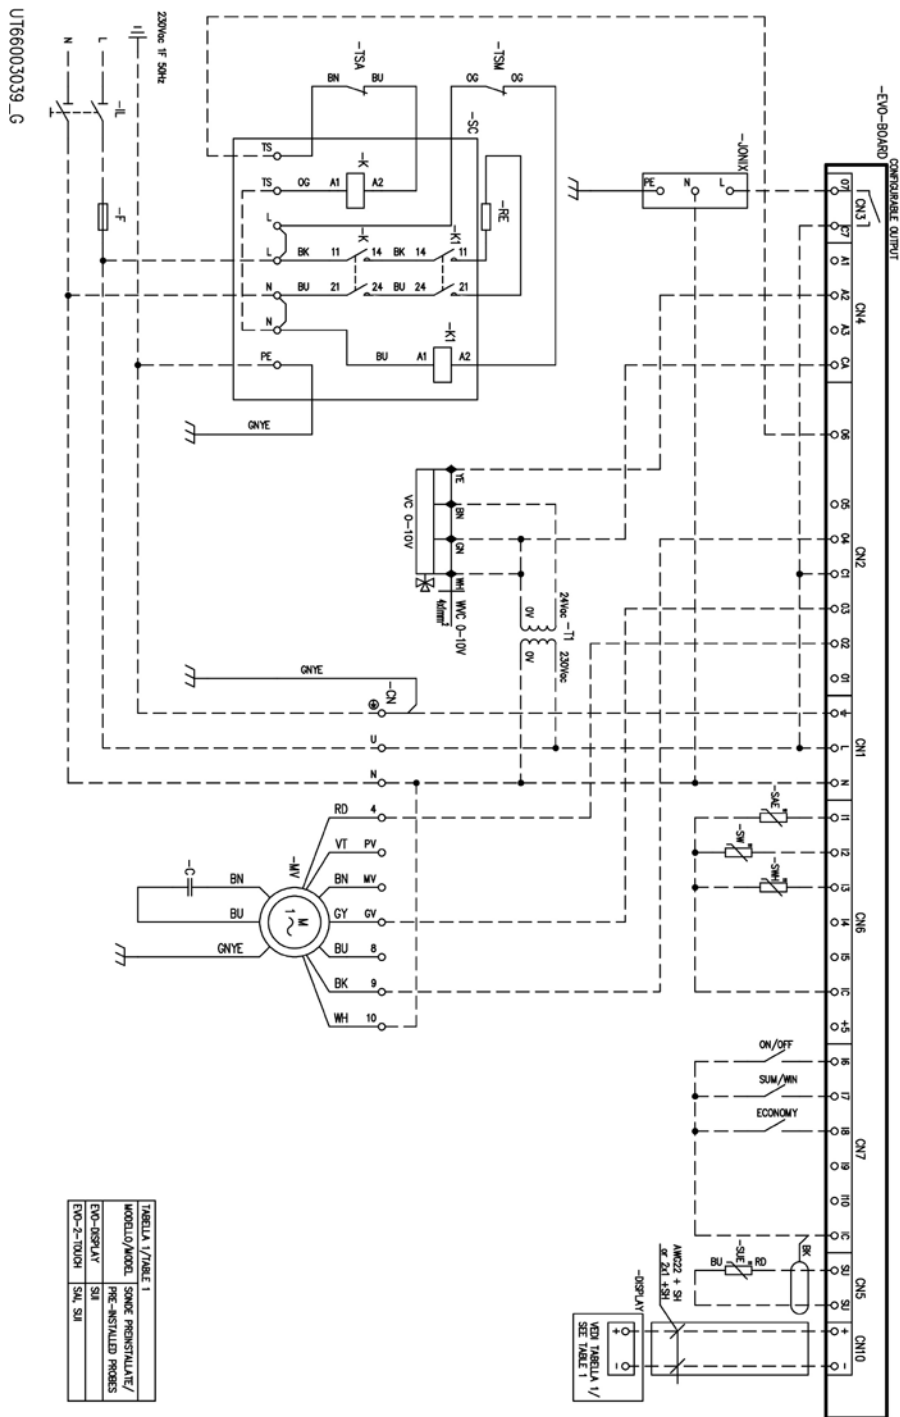 UT66003039_G
N
L
230Vac 1F 50Hz
-IL
-F
-TSA
BN
BU
-TSM
OG
OG
-SC
TS
TS
OG
A1
A2
-K
L
L
BK
11
-K
14
BK
14
-K1
11
-RE
N
BU
21
24
BU
24
21
N
BU
A1
A2
-K1
PE
GNYE
-JONIX
PE
N
L
-EVO-BOARD
CONFIGURABLE OUTPUT
O7
CN3
C7
A1
A2
CN4
A3
CA
O6
O5
O4
CN2
C1
O3
O2
O1
L
CN1
N
VC 0-10V
YE
BN
GN
WH
WVC 0-10V
4x1mm²
24Vac
0V
-T1
230Vac
0V
GNYE
-CN
U
N
RD
4
VT
PV
BN
MV
GY
GV
BU
8
BK
9
WH
10
-MV
M
1~
-C
BN
BU
GNYE
-SAE
-SW
-SWH
I1
I2
I3
CN6
I4
I5
IC
+5
ON/OFF
SUM/WIN
ECONOMY
I6
I7
I8
CN7
I9
I10
IC
BK
-SUE
BU
RD
SU
CN5
SU
AWG22 + SH
or 2x1 +SH
+
CN10
-
-DISPLAY
+
-
VEDI TABELLA 1/
SEE TABLE 1
TABELLA 1/TABLE 1
MODELLO/MODEL
SONDE PREINSTALLATE/
PRE-INSTALLED PROBES
EVO-DISPLAY
SUI
EVO-2-TOUCH
SAI, SUI